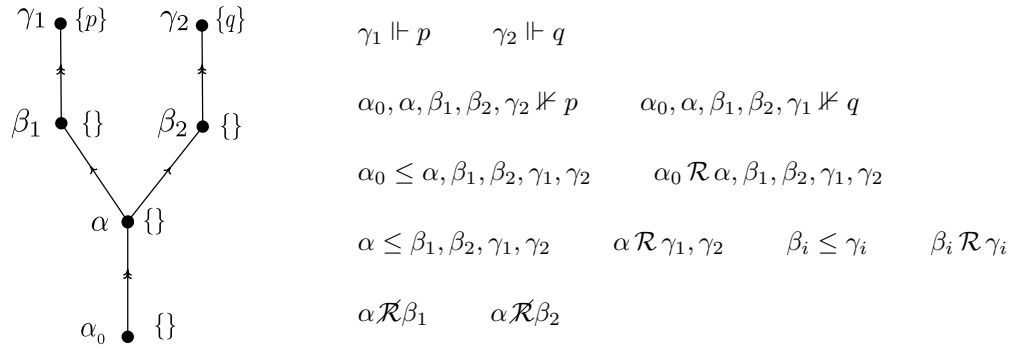 γ₁ {p} γ₂ {q} γ₁ ⊩ p γ₂ ⊩ q
α₀, α, β₁, β₂, γ₂ ⊮ p α₀, α, β₁, β₂, γ₁ ⊮ q
β₁ {} β₂ {}
α₀ ≤ α, β₁, β₂, γ₁, γ₂ α₀ ℛ α, β₁, β₂, γ₁, γ₂
α {} α ≤ β₁, β₂, γ₁, γ₂ α ℛ γ₁, γ₂ βᵢ ≤ γᵢ βᵢ ℛ γᵢ
α ℛ̸ β₁ α ℛ̸ β₂
α₀ {}